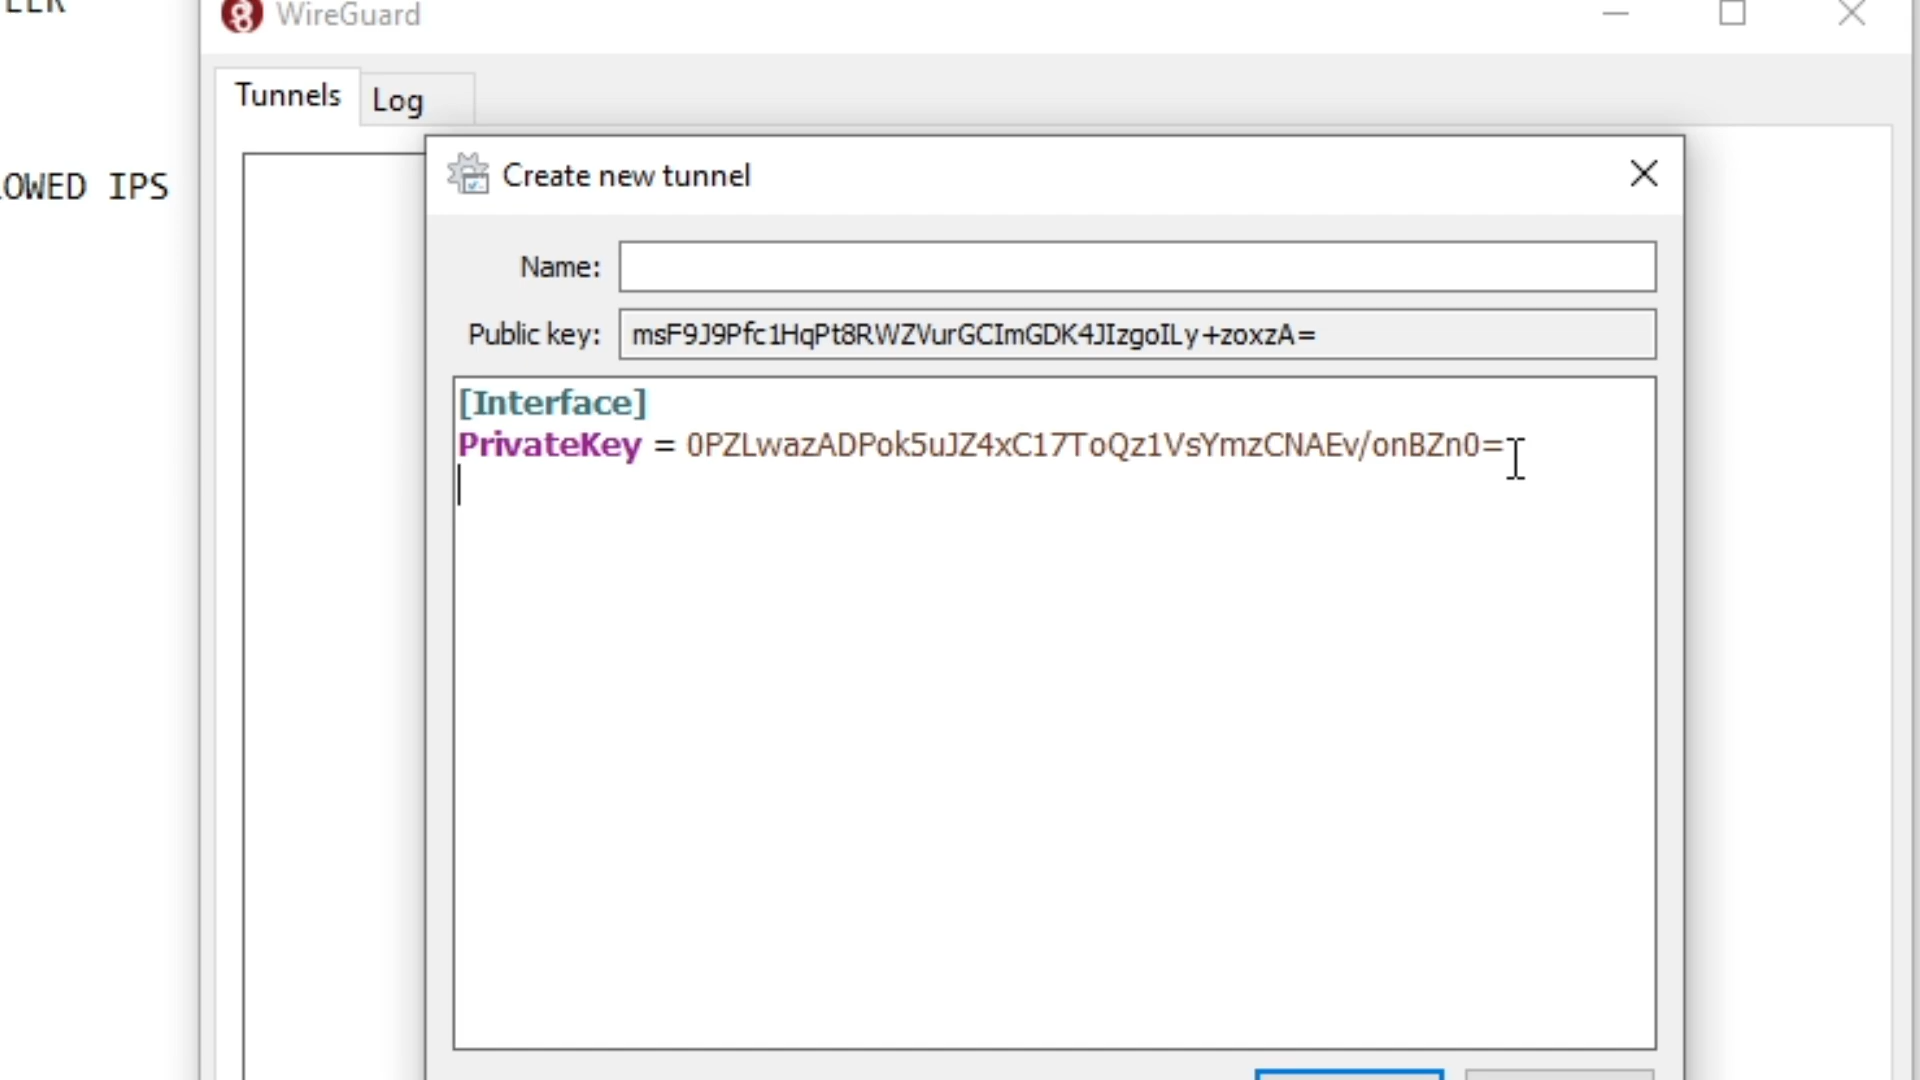 WireGuard
Tunnels
Log
OWED IPS
Create new tunnel
Name:
Public key: msF9J9Pfc1HqPt8RWZVurGCImGDK4JIzgoILy+zoxzA=
[Interface]
PrivateKey = 0PZLwazADPok5uJZ4xC17ToQz1VsYmzCNAEv/onBZn0=